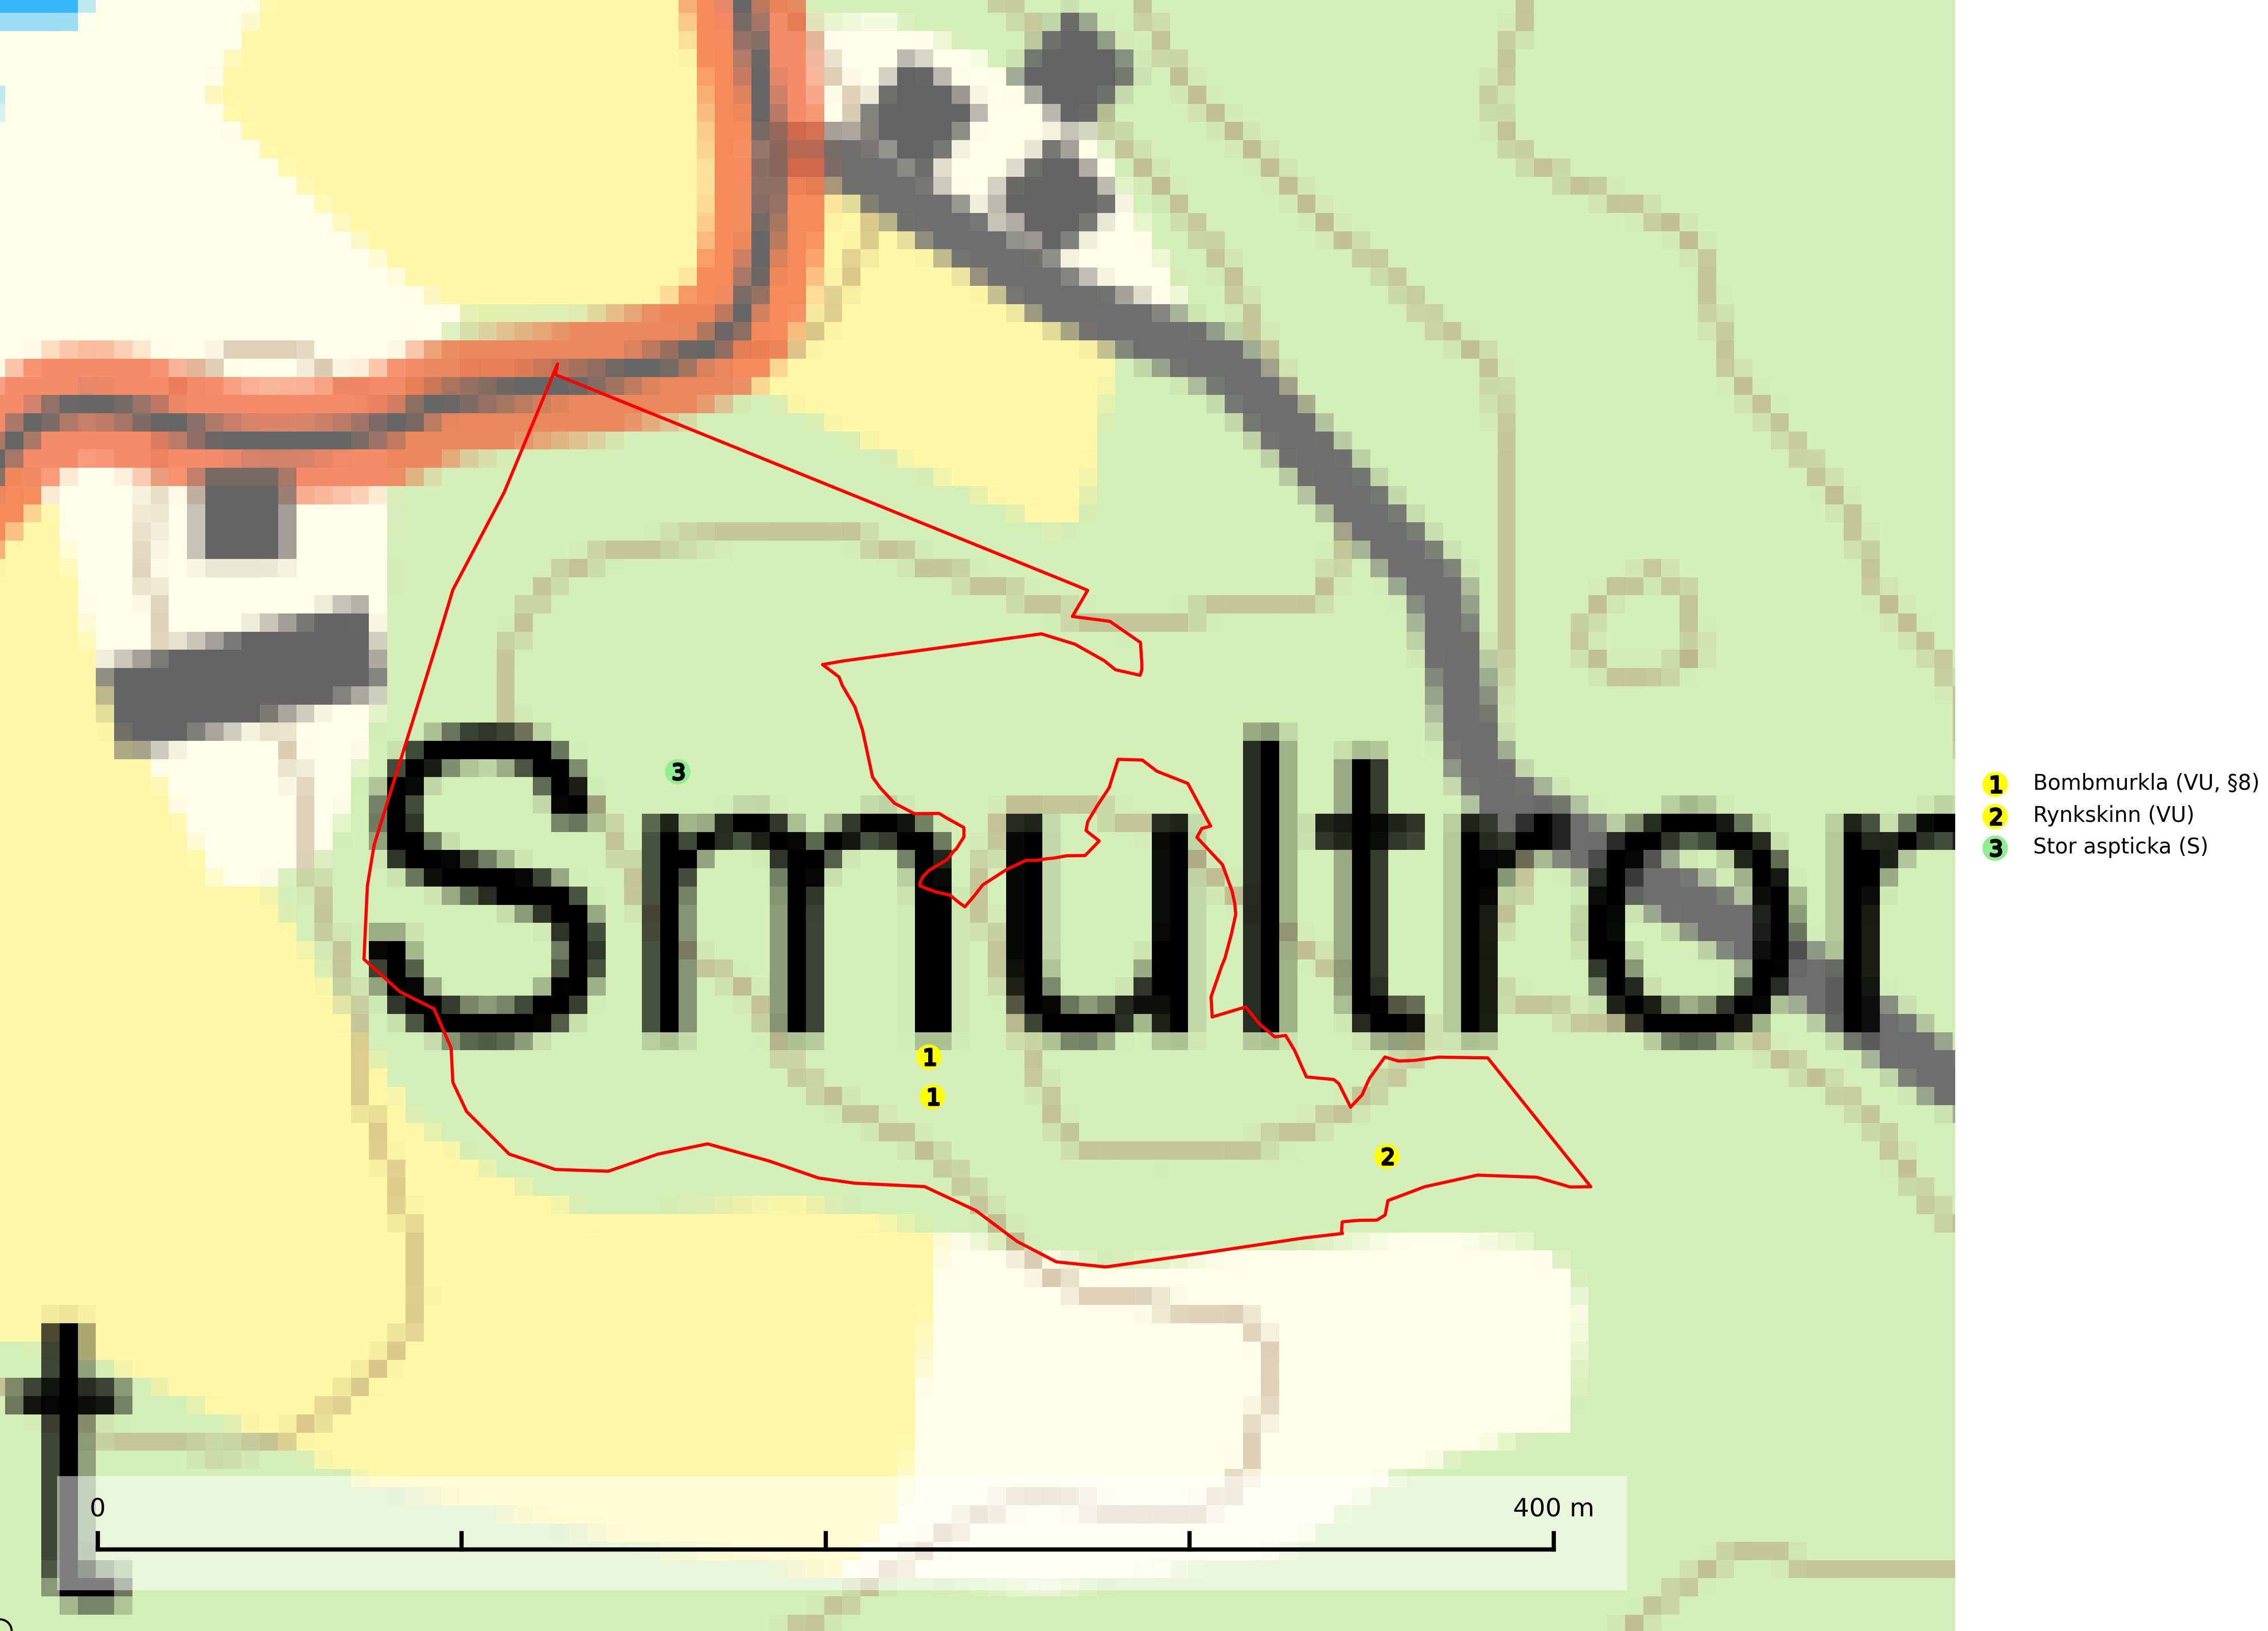 3
Smultror
1
1
2
t
0 400 m
1 Bombmurkla (VU, §8)
2 Rynkskinn (VU)
3 Stor aspticka (S)